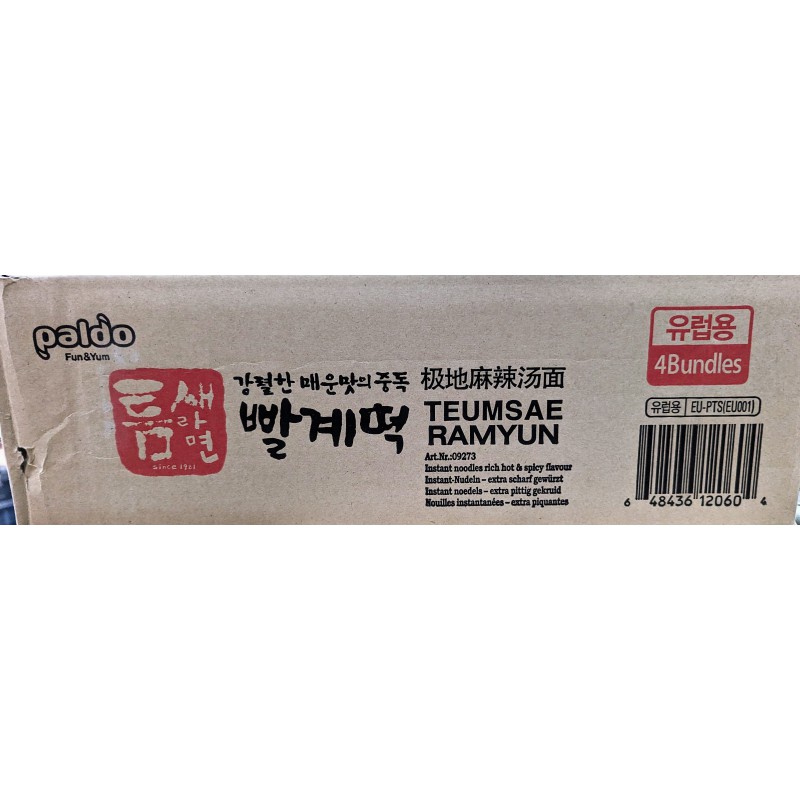 paldo
Fun&Yum
틈새
라면
since 1981
강렬한 매운맛의 중독
빨계떡
极地麻辣汤面
TEUMSAE
RAMYUN
Art.Nr.:09273
Instant noodles rich hot & spicy flavour
Instant-Nudeln – extra scharf gewürzt
Instant noedels – extra pittig gekruid
Nouilles instantanées – extra piquantes
유럽용
4Bundles
유럽용 EU-PTS(EU001)
6 48436 12060 4